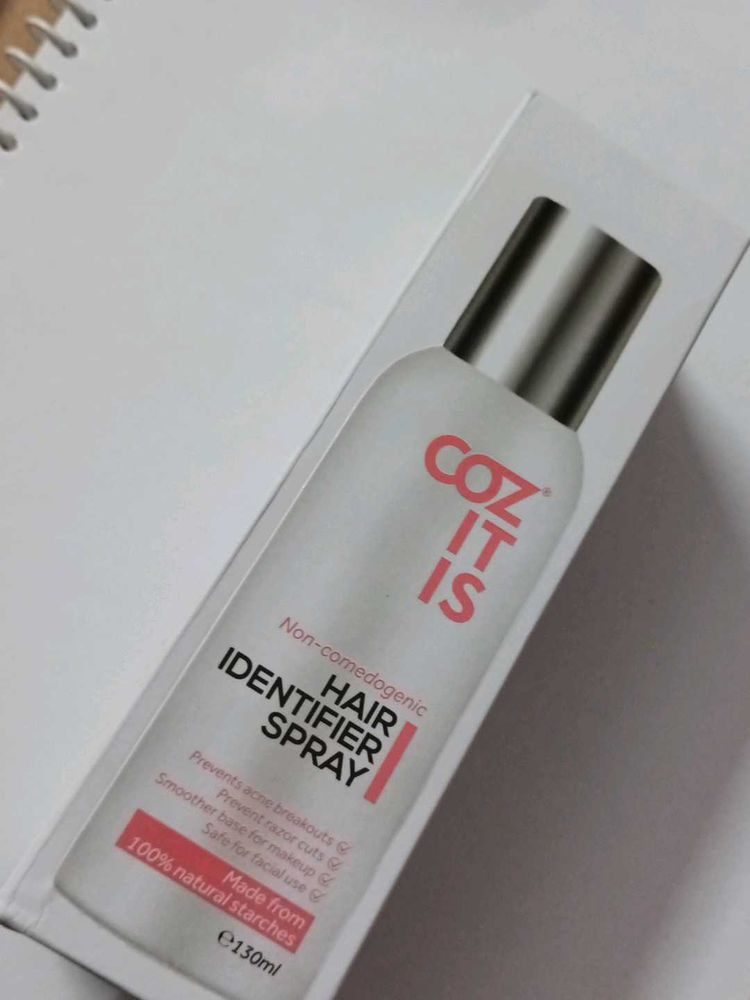 COZ®
IT
IS
Non-comedogenic
HAIR
IDENTIFIER
SPRAY
Prevents acne breakouts
Prevent razor cuts
Smoother base for makeup
Safe for facial use
Made from
100% natural starches
℮130ml